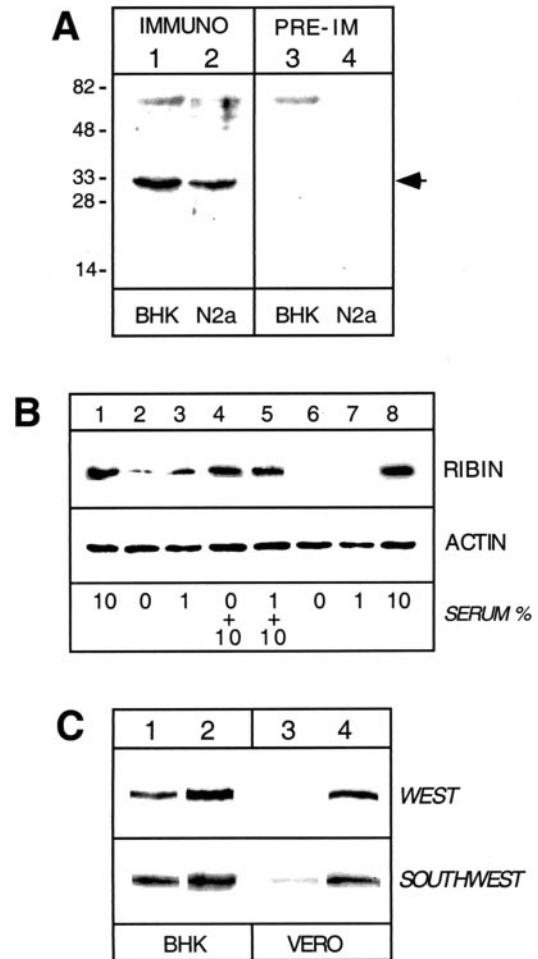 A
IMMUNO PRE-IM
1 2 3 4
82 -
48 -
33 -
28 -
14 -
BHK N2a BHK N2a
B
1 2 3 4 5 6 7 8
RIBIN
ACTIN
10 0 1 0 + 10 1 + 10 0 1 10 SERUM %
C
1 2 3 4
WEST
SOUTHWEST
BHK VERO